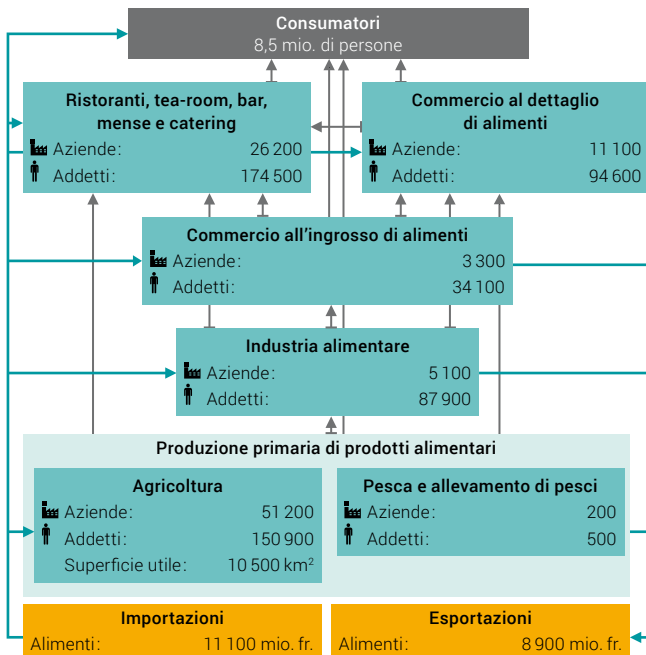 Consumatori
8,5 mio. di persone
Ristoranti, tea-room, bar,
mense e catering
Aziende: 26 200
Addetti: 174 500
Commercio al dettaglio
di alimenti
Aziende: 11 100
Addetti: 94 600
Commercio all'ingrosso di alimenti
Aziende: 3 300
Addetti: 34 100
Industria alimentare
Aziende: 5 100
Addetti: 87 900
Produzione primaria di prodotti alimentari
Agricoltura
Aziende: 51 200
Addetti: 150 900
Superficie utile: 10 500 km²
Pesca e allevamento di pesci
Aziende: 200
Addetti: 500
Importazioni
Alimenti: 11 100 mio. fr.
Esportazioni
Alimenti: 8 900 mio. fr.